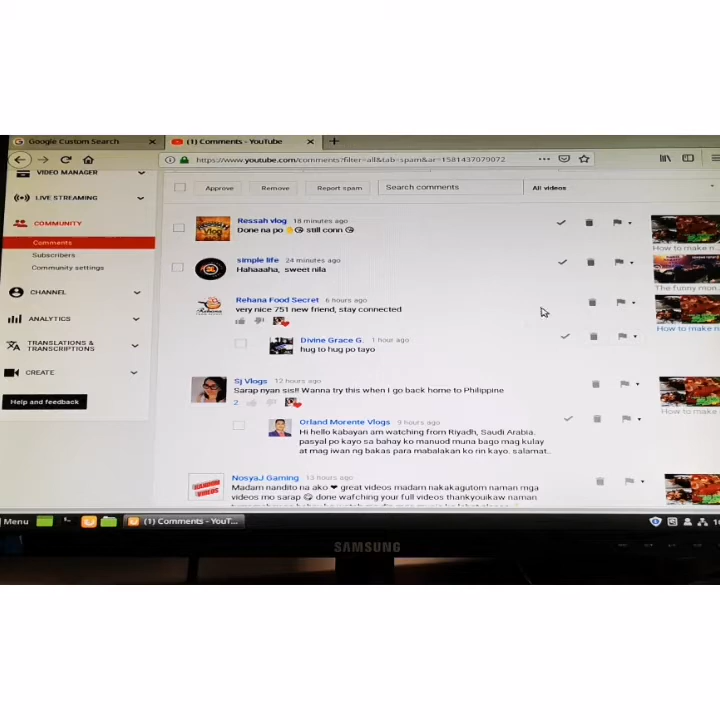 Google Custom Search
(1) Comments - YouTube
https://www.youtube.com/comments?filter=all&tab=spam&ar=1581437079072
VIDEO MANAGER
LIVE STREAMING
COMMUNITY
Comments
Subscribers
Community settings
CHANNEL
ANALYTICS
TRANSLATIONS &
TRANSCRIPTIONS
CREATE
Help and feedback
Approve Remove Report spam Search comments All videos
Ressah vlog 18 minutes ago
Done na po still conn
simple life 24 minutes ago
Hahaaaha, sweet nila
Rehana Food Secret 6 hours ago
very nice 751 new friend, stay connected
Divine Grace G. 1 hour ago
hug to hug po tayo
Sj Vlogs 12 hours ago
Sarap nyan sis!! Wanna try this when I go back home to Philippine
2
Orland Morente Vlogs 9 hours ago
Hi hello kabayan am watching from Riyadh, Saudi Arabia.
pasyal po kayo sa bahay ko manuod muna bago mag kulay
at mag iwan ng bakas para mabalakan ko rin kayo. salamat..
NosyaJ Gaming 13 hours ago
Madam nandito na ako ❤ great videos madam nakakagutom naman mga
videos mo sarap 😋 done wafching your full videos thankyouikaw naman
How to make n...
The funny mon...
How to make
How to make
RANDOM
VIDEOS
Menu
(1) Comments - YouT...
SAMSUNG